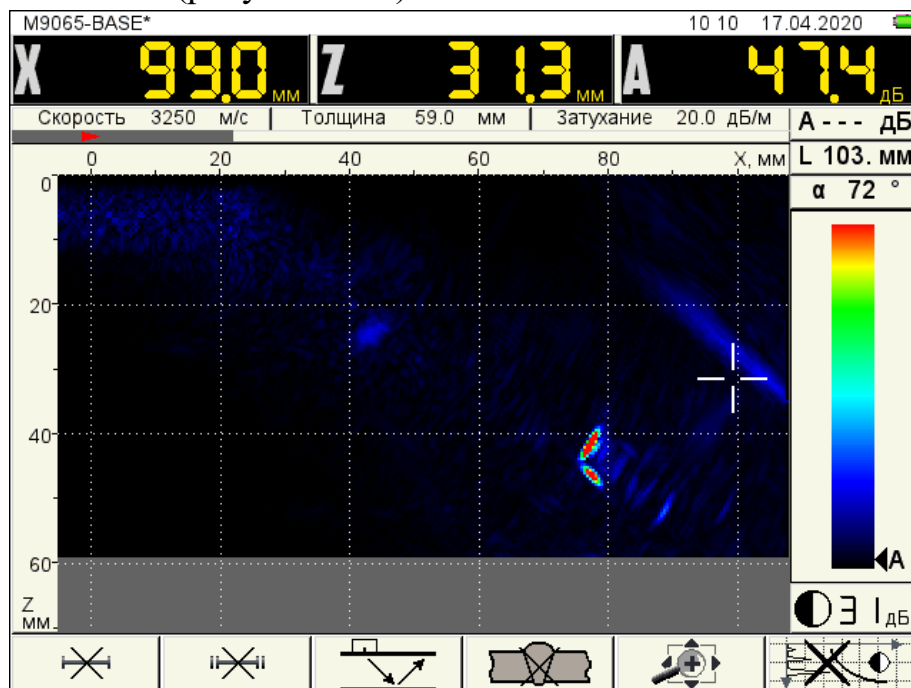 M9065-BASE* 10 10 17.04.2020
X 99.0 мм Z 31.3 мм A 47.4 дБ
Скорость 3250 м/с Толщина 59.0 мм Затухание 20.0 дБ/м A - - - дБ
L 103. мм
α 72 °
0 20 40 60 80 X, мм
0
20
40
60
A
Z
мм
31 дБ